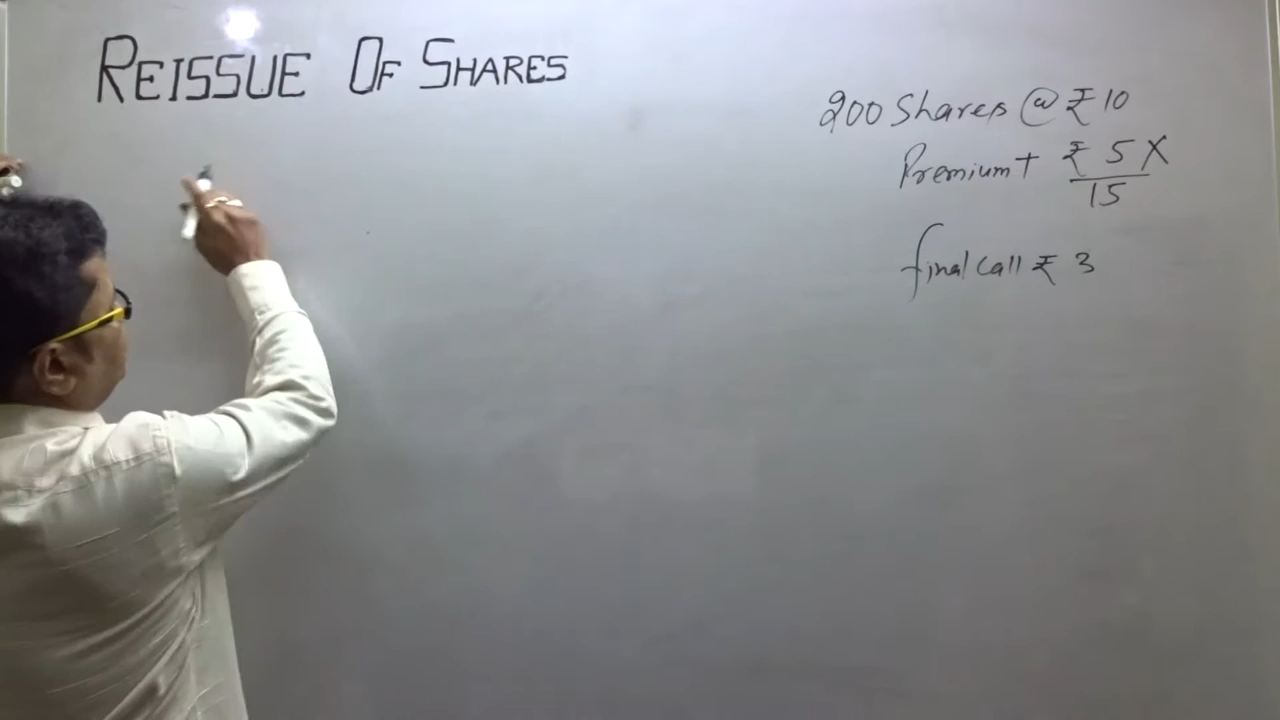 REISSUE OF SHARES
200 Shares @ ₹ 10
Premium + ₹ 5 X
15
final call ₹ 3